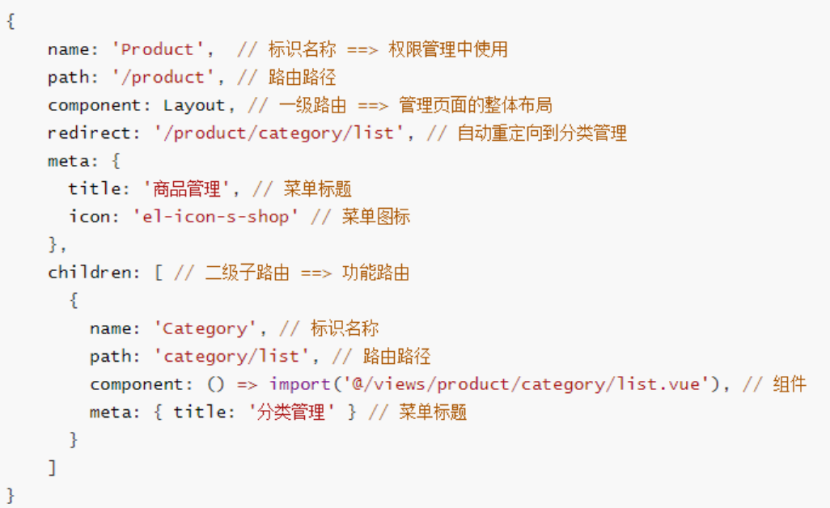 {
    name: 'Product',  // 标识名称 ==> 权限管理中使用
    path: '/product', // 路由路径
    component: Layout, // 一级路由 ==> 管理页面的整体布局
    redirect: '/product/category/list', // 自动重定向到分类管理
    meta: {
      title: '商品管理', // 菜单标题
      icon: 'el-icon-s-shop' // 菜单图标
    },
    children: [ // 二级子路由 ==> 功能路由
      {
        name: 'Category', // 标识名称
        path: 'category/list', // 路由路径
        component: () => import('@/views/product/category/list.vue'), // 组件
        meta: { title: '分类管理' } // 菜单标题
      }
    ]
}